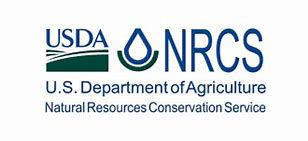 USDA NRCS
U.S. Department of Agriculture
Natural Resources Conservation Service